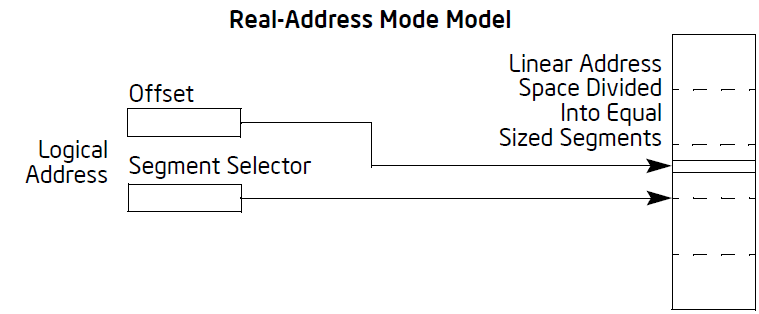 Real-Address Mode Model
Linear Address
Space Divided
Into Equal
Sized Segments
Offset
Logical
Address
Segment Selector